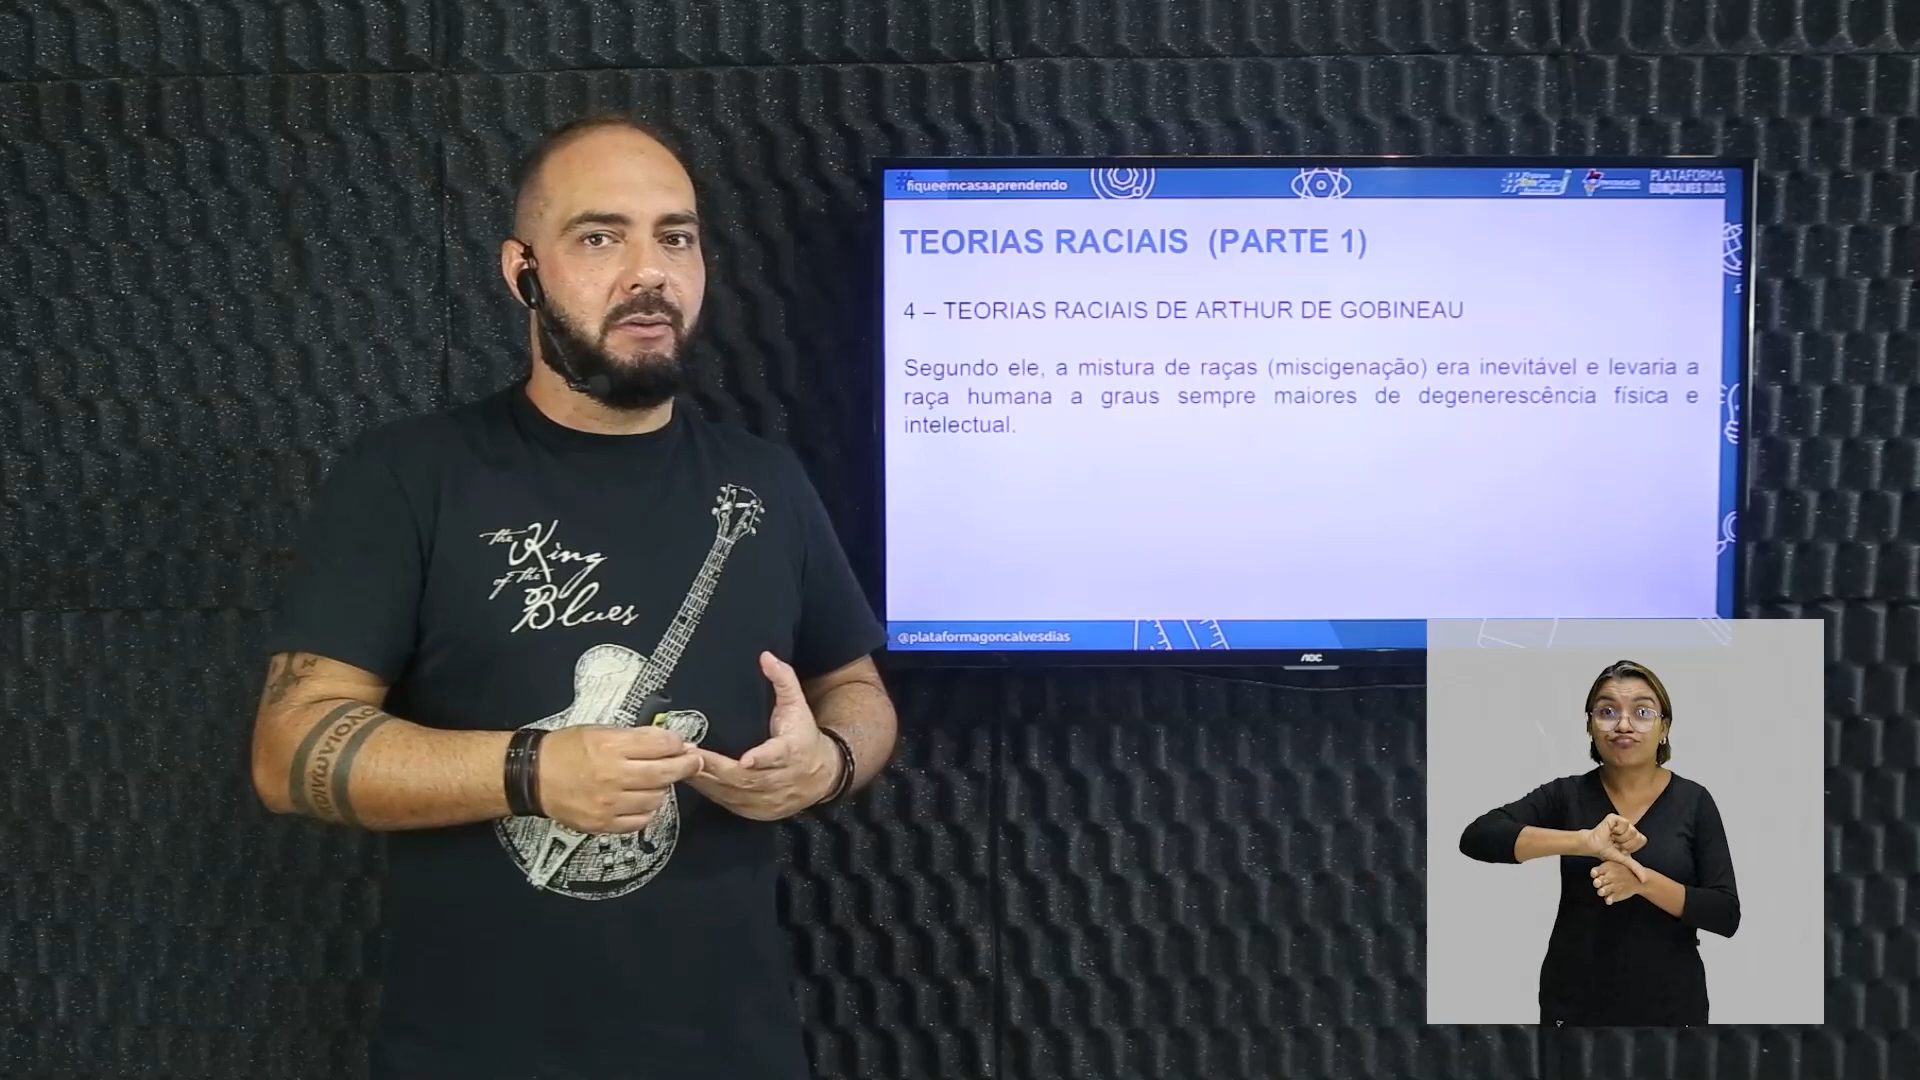 #fiqueemcasaaprendendo
PLATAFORMA
GONÇALVES DIAS
TEORIAS RACIAIS (PARTE 1)
4 – TEORIAS RACIAIS DE ARTHUR DE GOBINEAU
Segundo ele, a mistura de raças (miscigenação) era inevitável e levaria a
raça humana a graus sempre maiores de degenerescência física e
intelectual.
@plataformagoncalvesdias
AOC
the King
of the
Blues